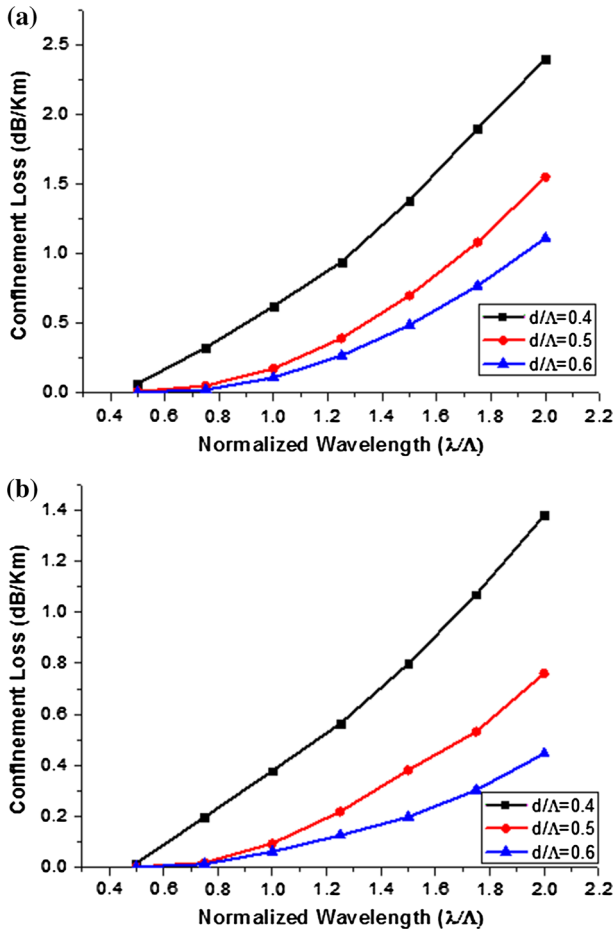 (a)
Confinement Loss (dB/Km)
2.5
2.0
1.5
1.0
0.5
0.0
d/Λ=0.4
d/Λ=0.5
d/Λ=0.6
0.4 0.6 0.8 1.0 1.2 1.4 1.6 1.8 2.0 2.2
Normalized Wavelength (λ/Λ)
(b)
Confinement Loss (dB/Km)
1.4
1.2
1.0
0.8
0.6
0.4
0.2
0.0
d/Λ=0.4
d/Λ=0.5
d/Λ=0.6
0.4 0.6 0.8 1.0 1.2 1.4 1.6 1.8 2.0 2.2
Normalized Wavelength (λ/Λ)